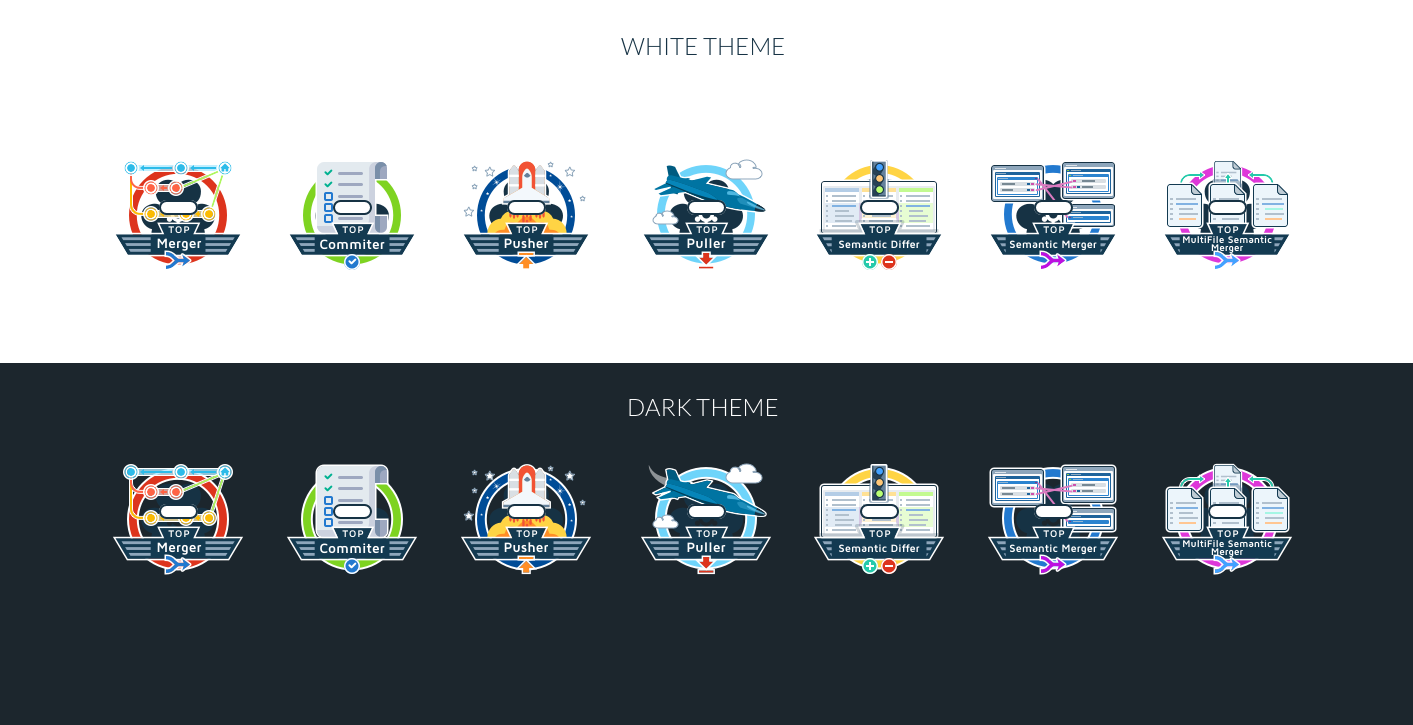 WHITE THEME
TOP
Merger
TOP
Commiter
TOP
Pusher
TOP
Puller
TOP
Semantic Differ
TOP
Semantic Merger
TOP
MultiFile Semantic
Merger
DARK THEME
TOP
Merger
TOP
Commiter
TOP
Pusher
TOP
Puller
TOP
Semantic Differ
TOP
Semantic Merger
TOP
MultiFile Semantic
Merger